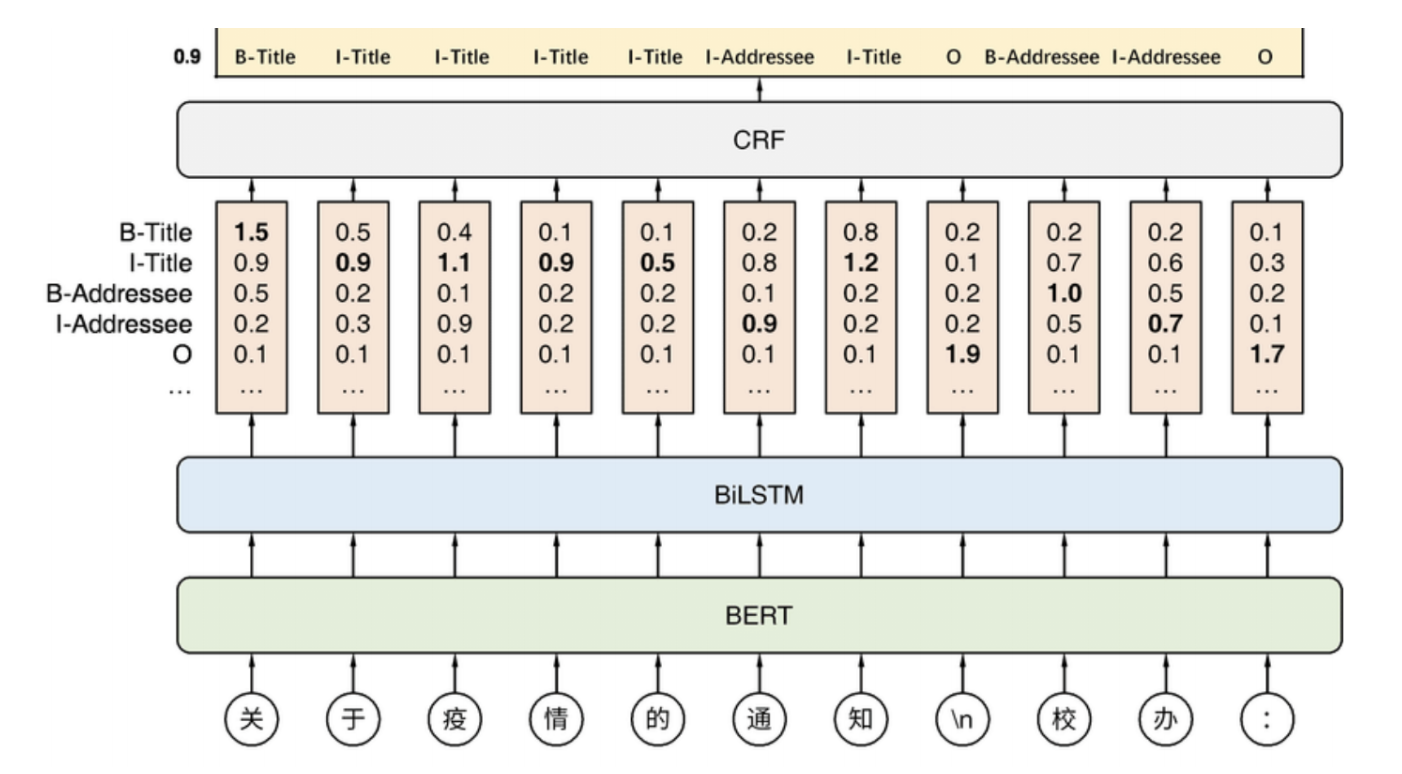 0.9 B-Title I-Title I-Title I-Title I-Title I-Addressee I-Title O B-Addressee I-Addressee O
CRF
B-Title 1.5 0.5 0.4 0.1 0.1 0.2 0.8 0.2 0.2 0.2 0.1
I-Title 0.9 0.9 1.1 0.9 0.5 0.8 1.2 0.1 0.7 0.6 0.3
B-Addressee 0.5 0.2 0.1 0.2 0.2 0.1 0.2 0.2 1.0 0.5 0.2
I-Addressee 0.2 0.3 0.9 0.2 0.2 0.9 0.2 0.2 0.5 0.7 0.1
O 0.1 0.1 0.1 0.1 0.1 0.1 0.1 1.9 0.1 0.1 1.7
... ... ... ... ... ... ... ... ... ... ... ...
BiLSTM
BERT
关 于 疫 情 的 通 知 \n 校 办 :